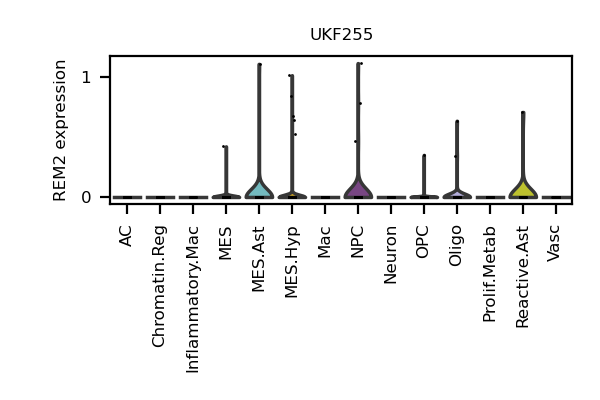 UKF255
REM2 expression
1
0
AC
Chromatin.Reg
Inflammatory.Mac
MES
MES.Ast
MES.Hyp
Mac
NPC
Neuron
OPC
Oligo
Prolif.Metab
Reactive.Ast
Vasc